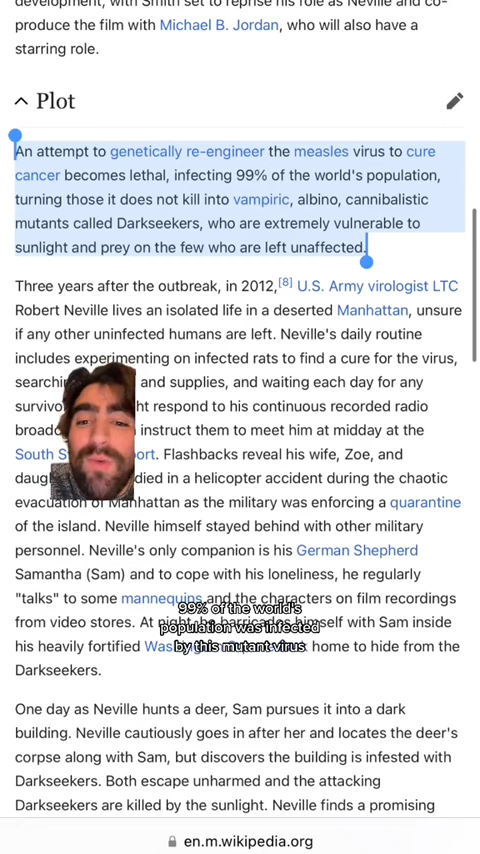 development, with Smith set to reprise his role as Neville and co-
produce the film with Michael B. Jordan, who will also have a
starring role.
Plot
An attempt to genetically re-engineer the measles virus to cure
cancer becomes lethal, infecting 99% of the world's population,
turning those it does not kill into vampiric, albino, cannibalistic
mutants called Darkseekers, who are extremely vulnerable to
sunlight and prey on the few who are left unaffected.
Three years after the outbreak, in 2012,[8] U.S. Army virologist LTC
Robert Neville lives an isolated life in a deserted Manhattan, unsure
if any other uninfected humans are left. Neville's daily routine
includes experimenting on infected rats to find a cure for the virus,
searchin and supplies, and waiting each day for any
survivo ht respond to his continuous recorded radio
broadc instruct them to meet him at midday at the
South S ort. Flashbacks reveal his wife, Zoe, and
daug died in a helicopter accident during the chaotic
evacuation of Manhattan as the military was enforcing a quarantine
of the island. Neville himself stayed behind with other military
personnel. Neville's only companion is his German Shepherd
Samantha (Sam) and to cope with his loneliness, he regularly
"talks" to some mannequins and the characters on film recordings
from video stores. At night, he barricades himself with Sam inside
his heavily fortified Was home to hide from the
Darkseekers.
99% of the world's
population was infected
by this mutant virus
One day as Neville hunts a deer, Sam pursues it into a dark
building. Neville cautiously goes in after her and locates the deer's
corpse along with Sam, but discovers the building is infested with
Darkseekers. Both escape unharmed and the attacking
Darkseekers are killed by the sunlight. Neville finds a promising
en.m.wikipedia.org